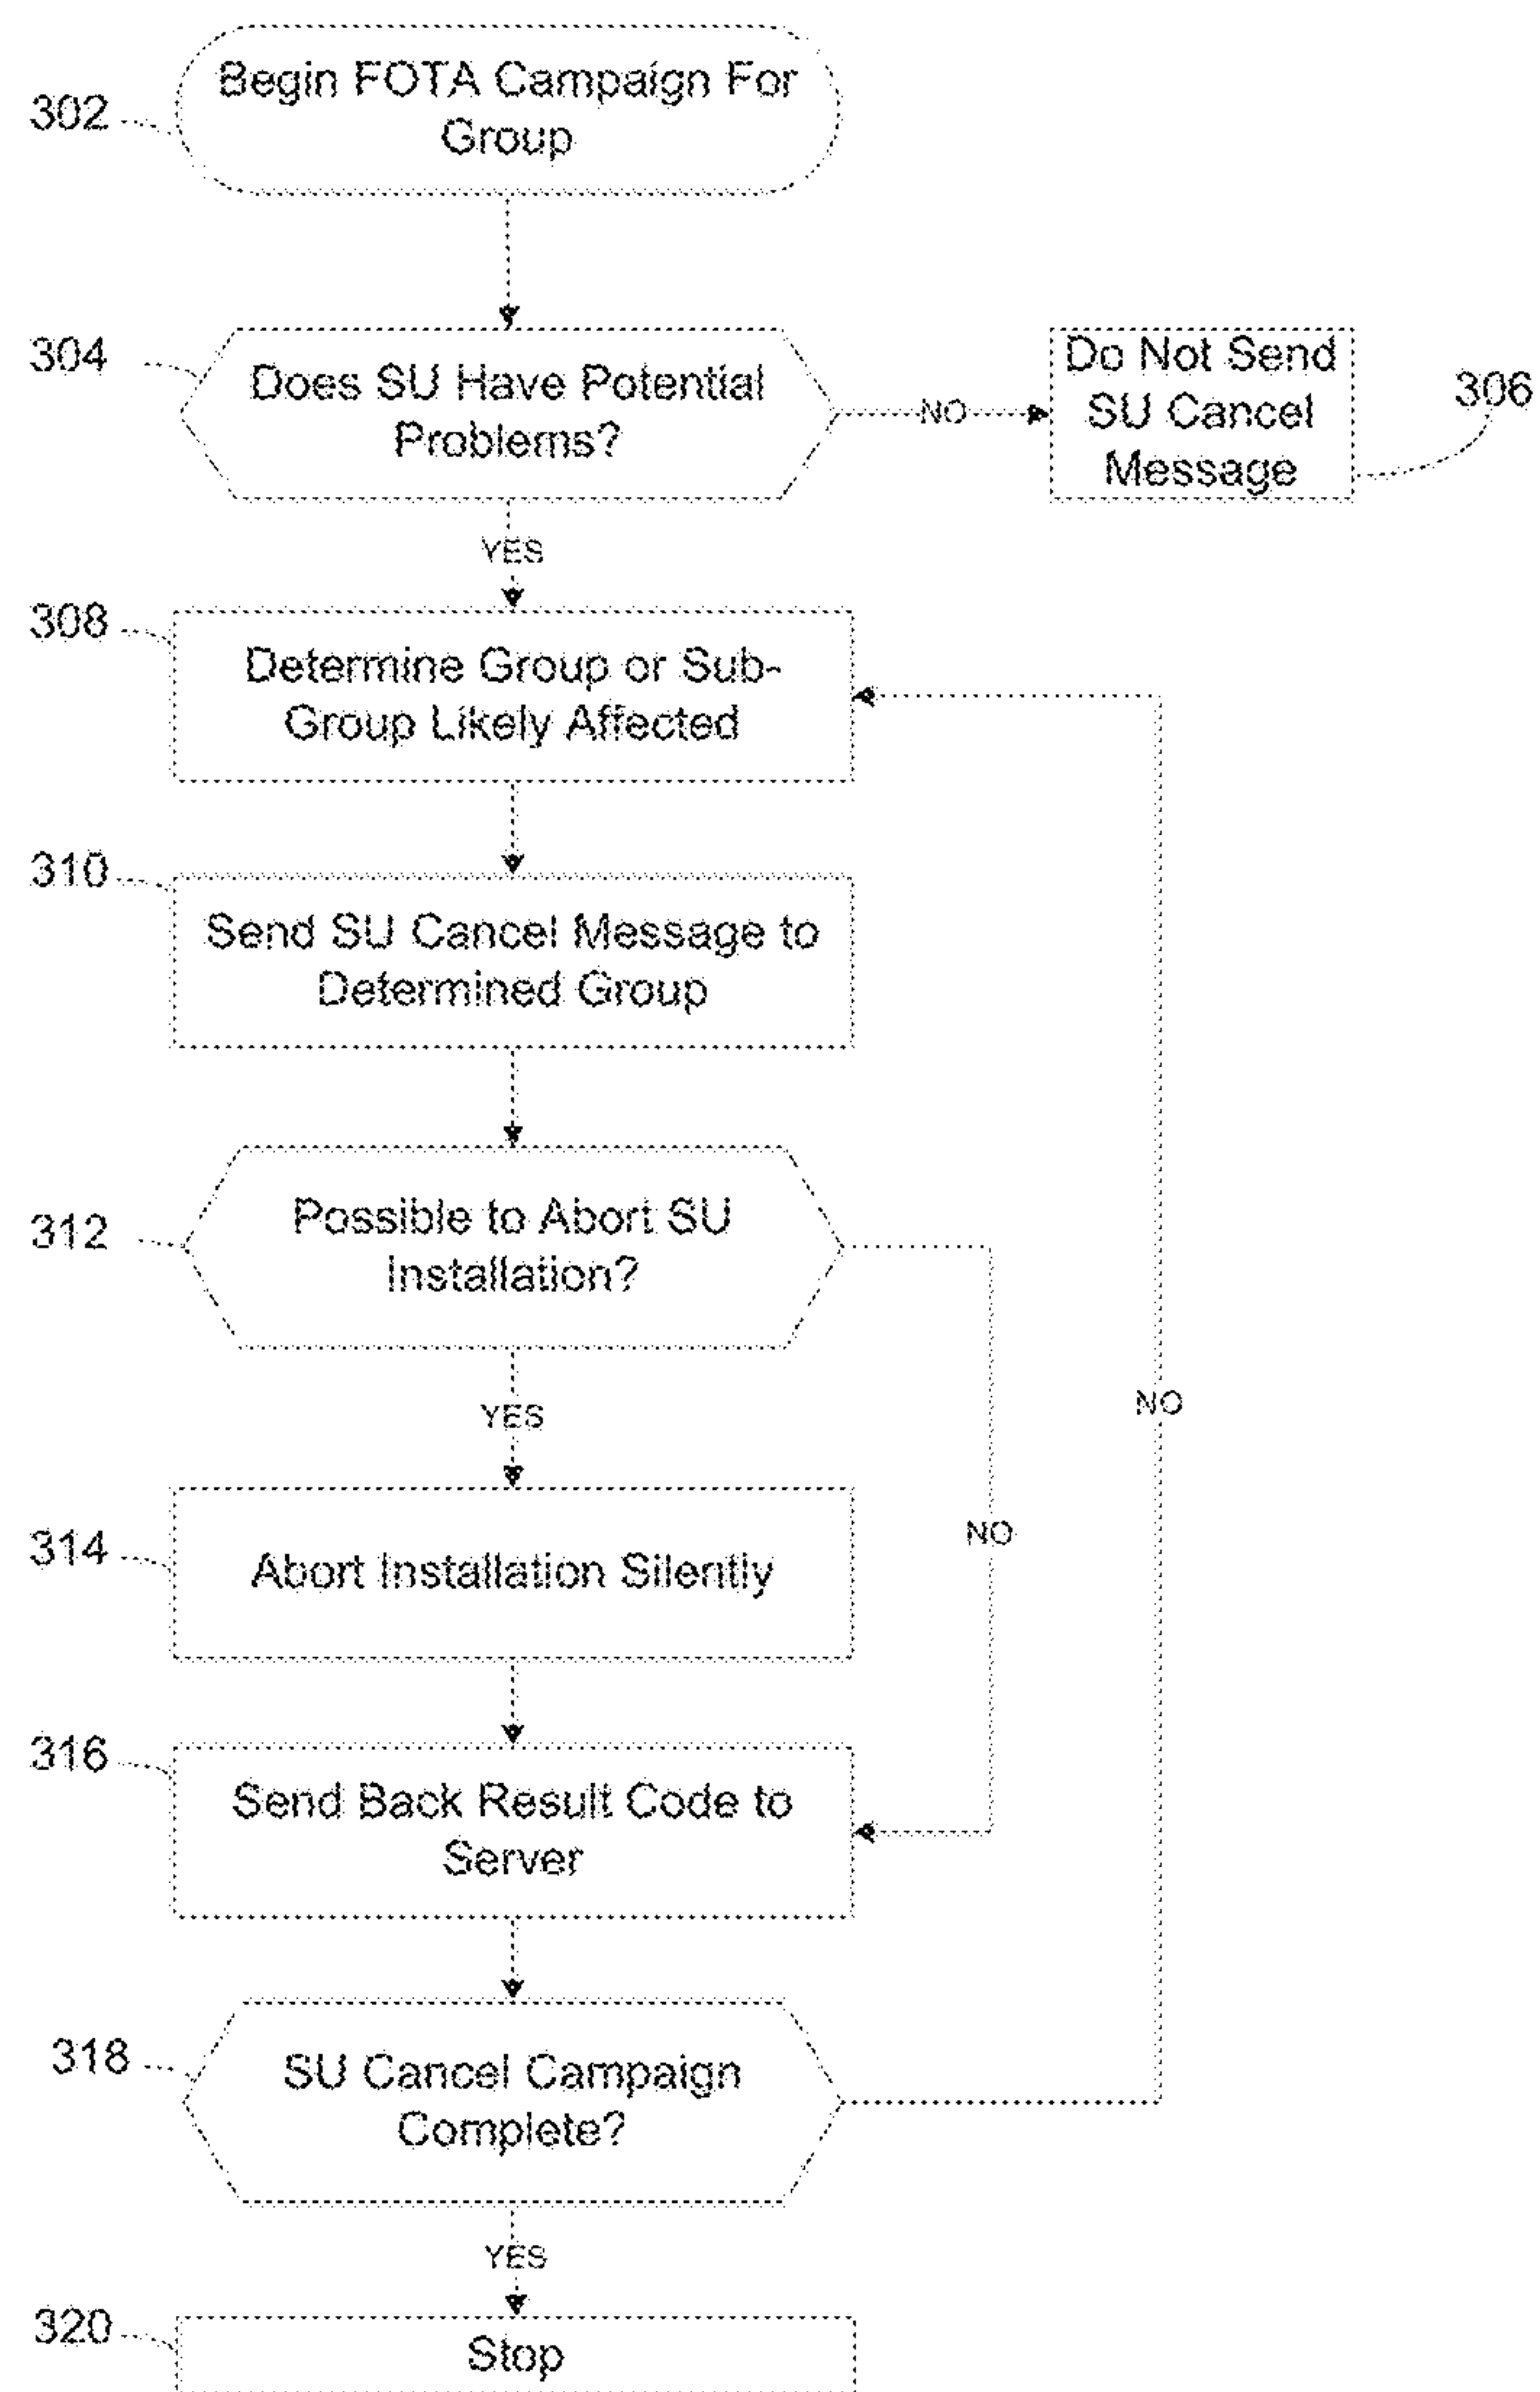 302
Begin FOTA Campaign For
Group
304
Does SU Have Potential
Problems?
NO
Do Not Send
SU Cancel
Message
306
YES
308
Determine Group or Sub-
Group Likely Affected
310
Send SU Cancel Message to
Determined Group
312
Possible to Abort SU
Installation?
NO
YES
NO
314
Abort Installation Silently
316
Send Back Result Code to
Server
318
SU Cancel Campaign
Complete?
YES
320
Stop